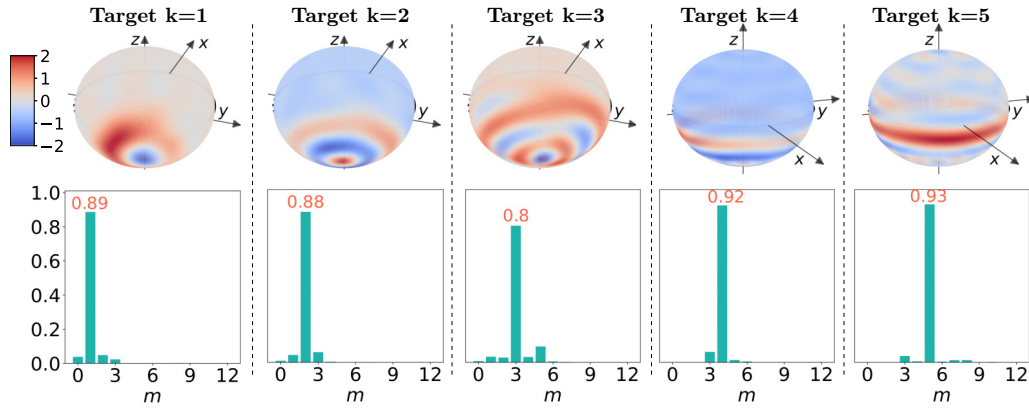 Target k=1 Target k=2 Target k=3 Target k=4 Target k=5
z x y z x y z x y z y x z y x
2
1
0
−1
−2
0.89 0.88 0.8 0.92 0.93
1.0
0.8
0.6
0.4
0.2
0.0
0 3 6 9 12 0 3 6 9 12 0 3 6 9 12 0 3 6 9 12 0 3 6 9 12
m m m m m